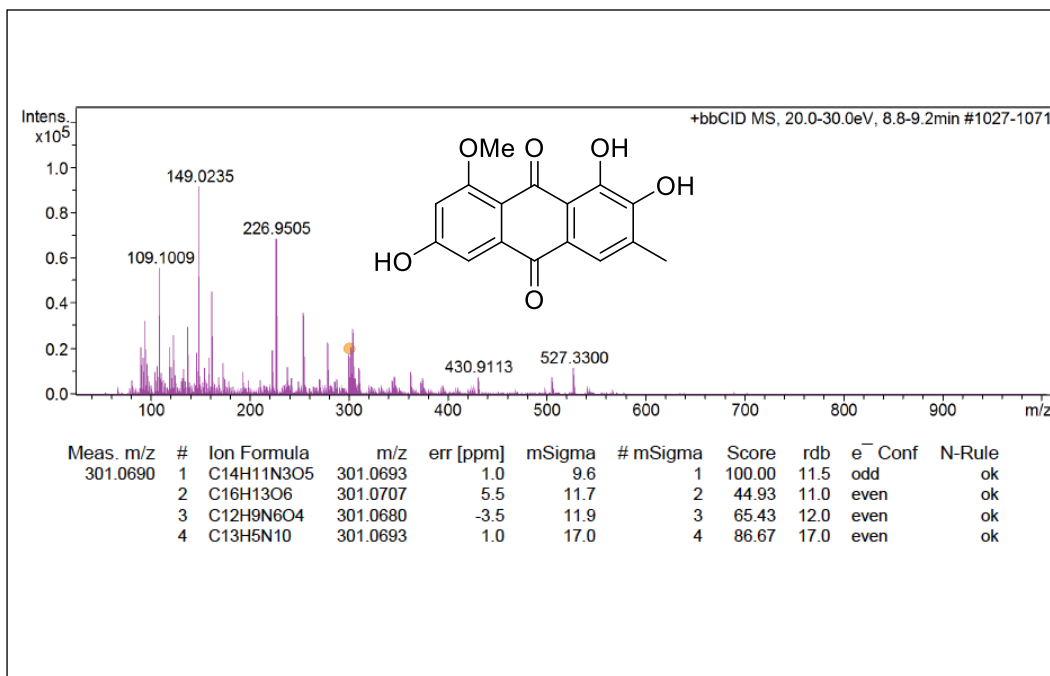 Intens.
x10⁵
+bbCID MS, 20.0-30.0eV, 8.8-9.2min #1027-1071
1.0
0.8
0.6
0.4
0.2
0.0
149.0235
226.9505
109.1009
430.9113
527.3300
OMe
O
OH
OH
HO
O
100 200 300 400 500 600 700 800 900 m/z
Meas. m/z # Ion Formula m/z err [ppm] mSigma # mSigma Score rdb e¯ Conf N-Rule
301.0690 1 C14H11N3O5 301.0693 1.0 9.6 1 100.00 11.5 odd ok
2 C16H13O6 301.0707 5.5 11.7 2 44.93 11.0 even ok
3 C12H9N6O4 301.0680 -3.5 11.9 3 65.43 12.0 even ok
4 C13H5N10 301.0693 1.0 17.0 4 86.67 17.0 even ok